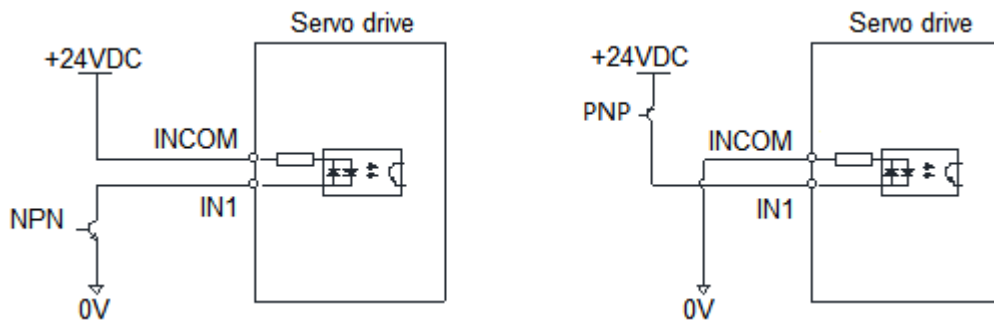 Servo drive
+24VDC
INCOM
IN1
NPN
0V
Servo drive
+24VDC
PNP
INCOM
IN1
0V